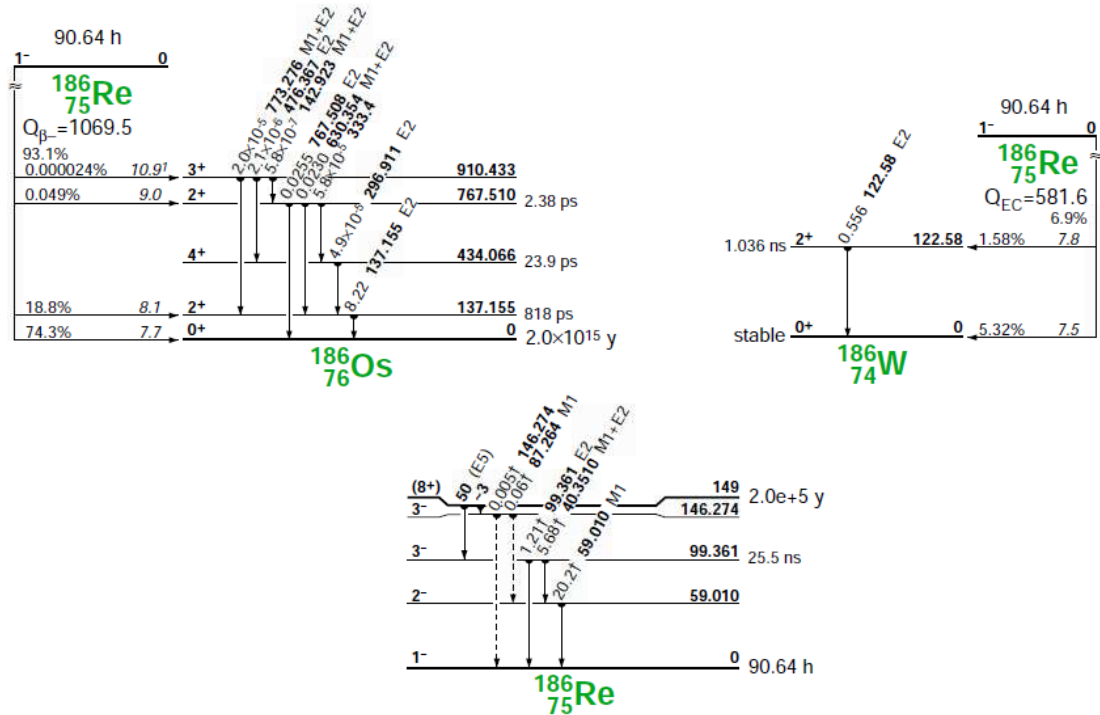 90.64 h
1- 0
186 75 Re
Qβ-=1069.5
93.1%
0.000024% 10.91 3+ 910.433
0.049% 9.0 2+ 767.510 2.38 ps
4+ 434.066 23.9 ps
18.8% 8.1 2+ 137.155 818 ps
74.3% 7.7 0+ 0 2.0×10^15 y
2.0×10^-5 773.276 M1+E2
2.1×10^-6 476.367 E2
5.8×10^-7 142.923 M1+E2
0.0255 767.508 E2
0.0230 630.354 M1+E2
5.8×10^-5 333.4
4.9×10^-5 296.911 E2
8.22 137.155 E2
186 76 Os
90.64 h
1- 0
186 75 Re
QEC=581.6
6.9%
0.556 122.58 E2
1.036 ns 2+ 122.58 1.58% 7.8
stable 0+ 0 5.32% 7.5
186 74 W
50 (E5)
~3
0.005† 146.274
0.06† 87.264 M1
1.21† 99.361 E2
5.68† 40.3510 M1+E2
20.2† 59.010 M1
(8+) 149 2.0e+5 y
3- 146.274
3- 99.361 25.5 ns
2- 59.010
1- 0 90.64 h
186 75 Re